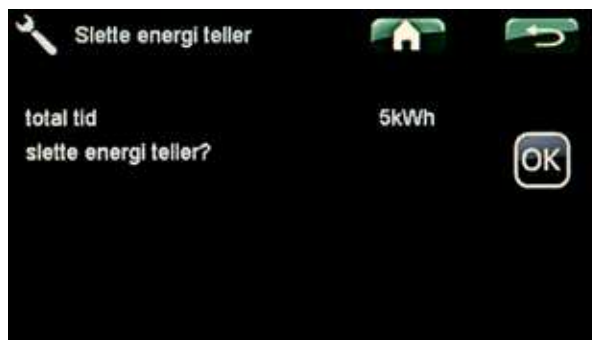 Slette energi teller
total tid 5kWh
slette energi teller?
OK